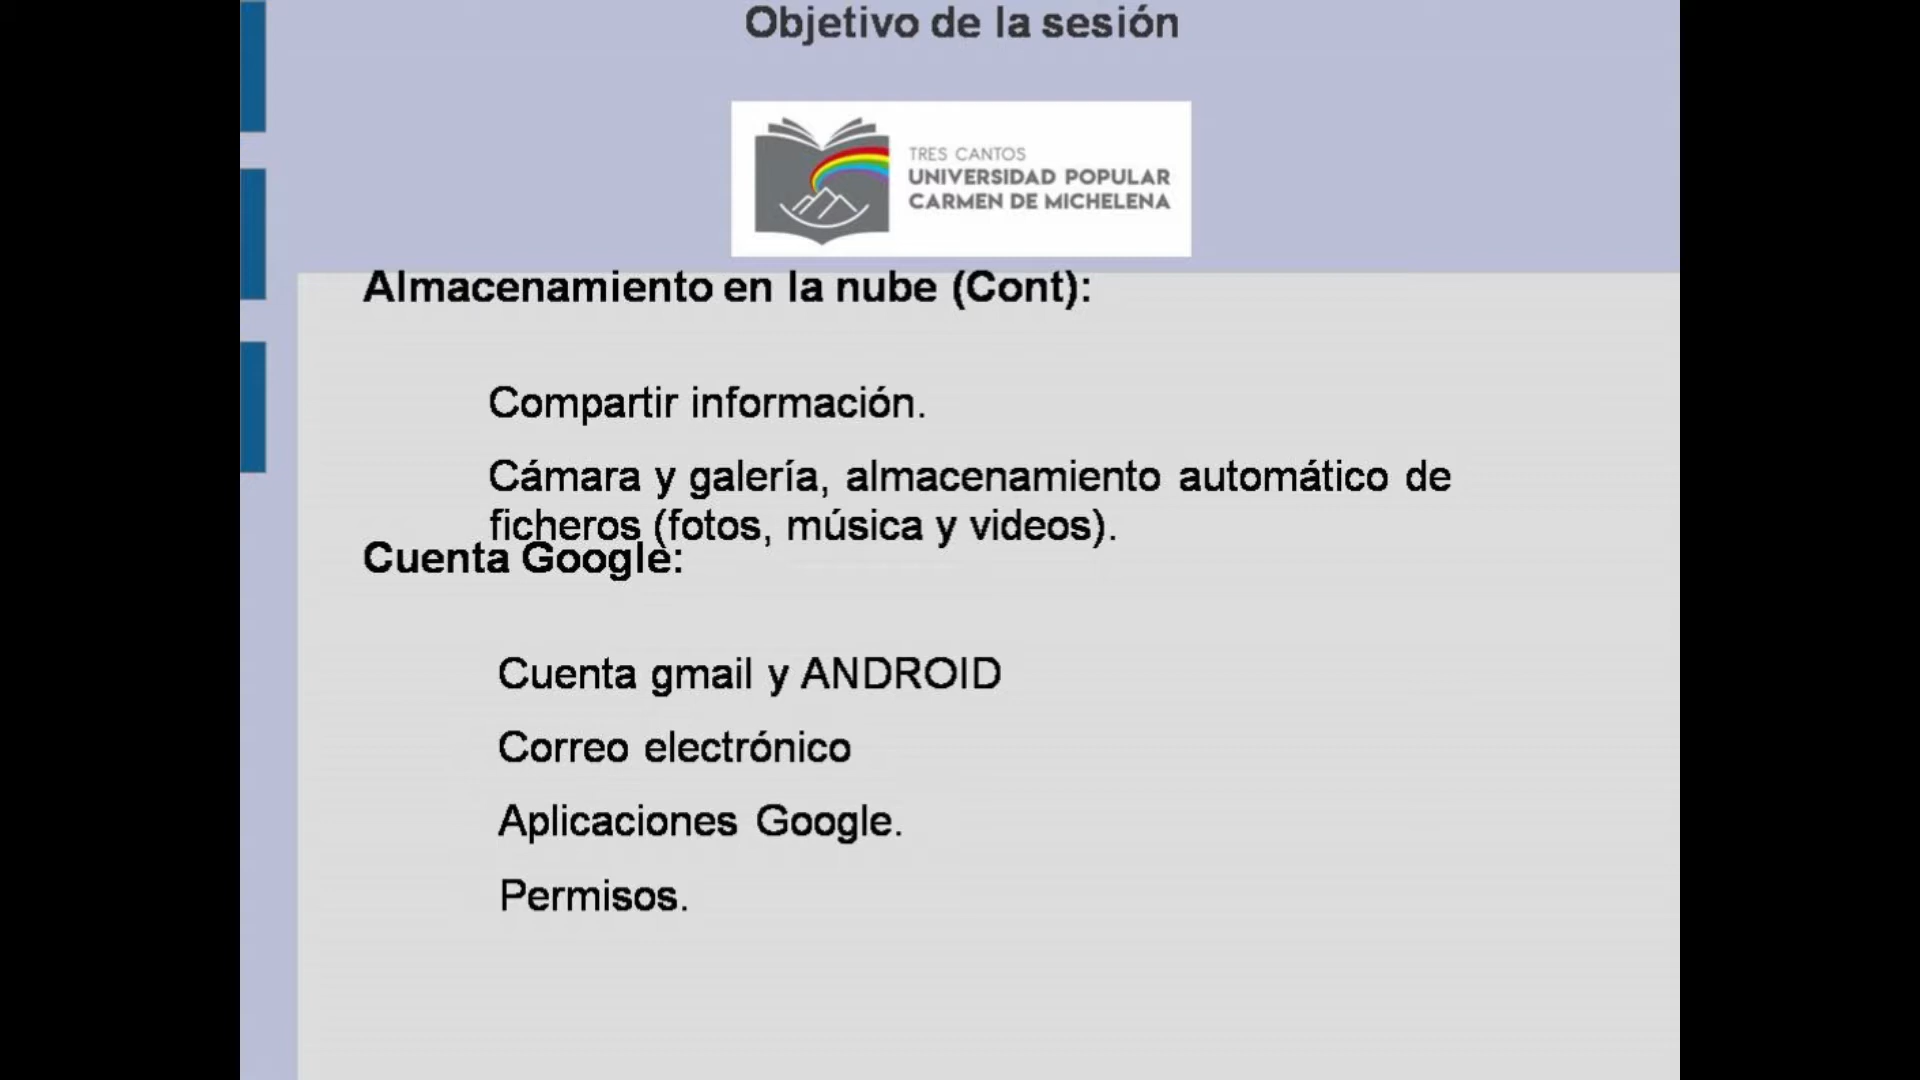 Objetivo de la sesión
TRES CANTOS
UNIVERSIDAD POPULAR
CARMEN DE MICHELENA
Almacenamiento en la nube (Cont):
Compartir información.
Cámara y galería, almacenamiento automático de
ficheros (fotos, música y videos).
Cuenta Google:
Cuenta gmail y ANDROID
Correo electrónico
Aplicaciones Google.
Permisos.